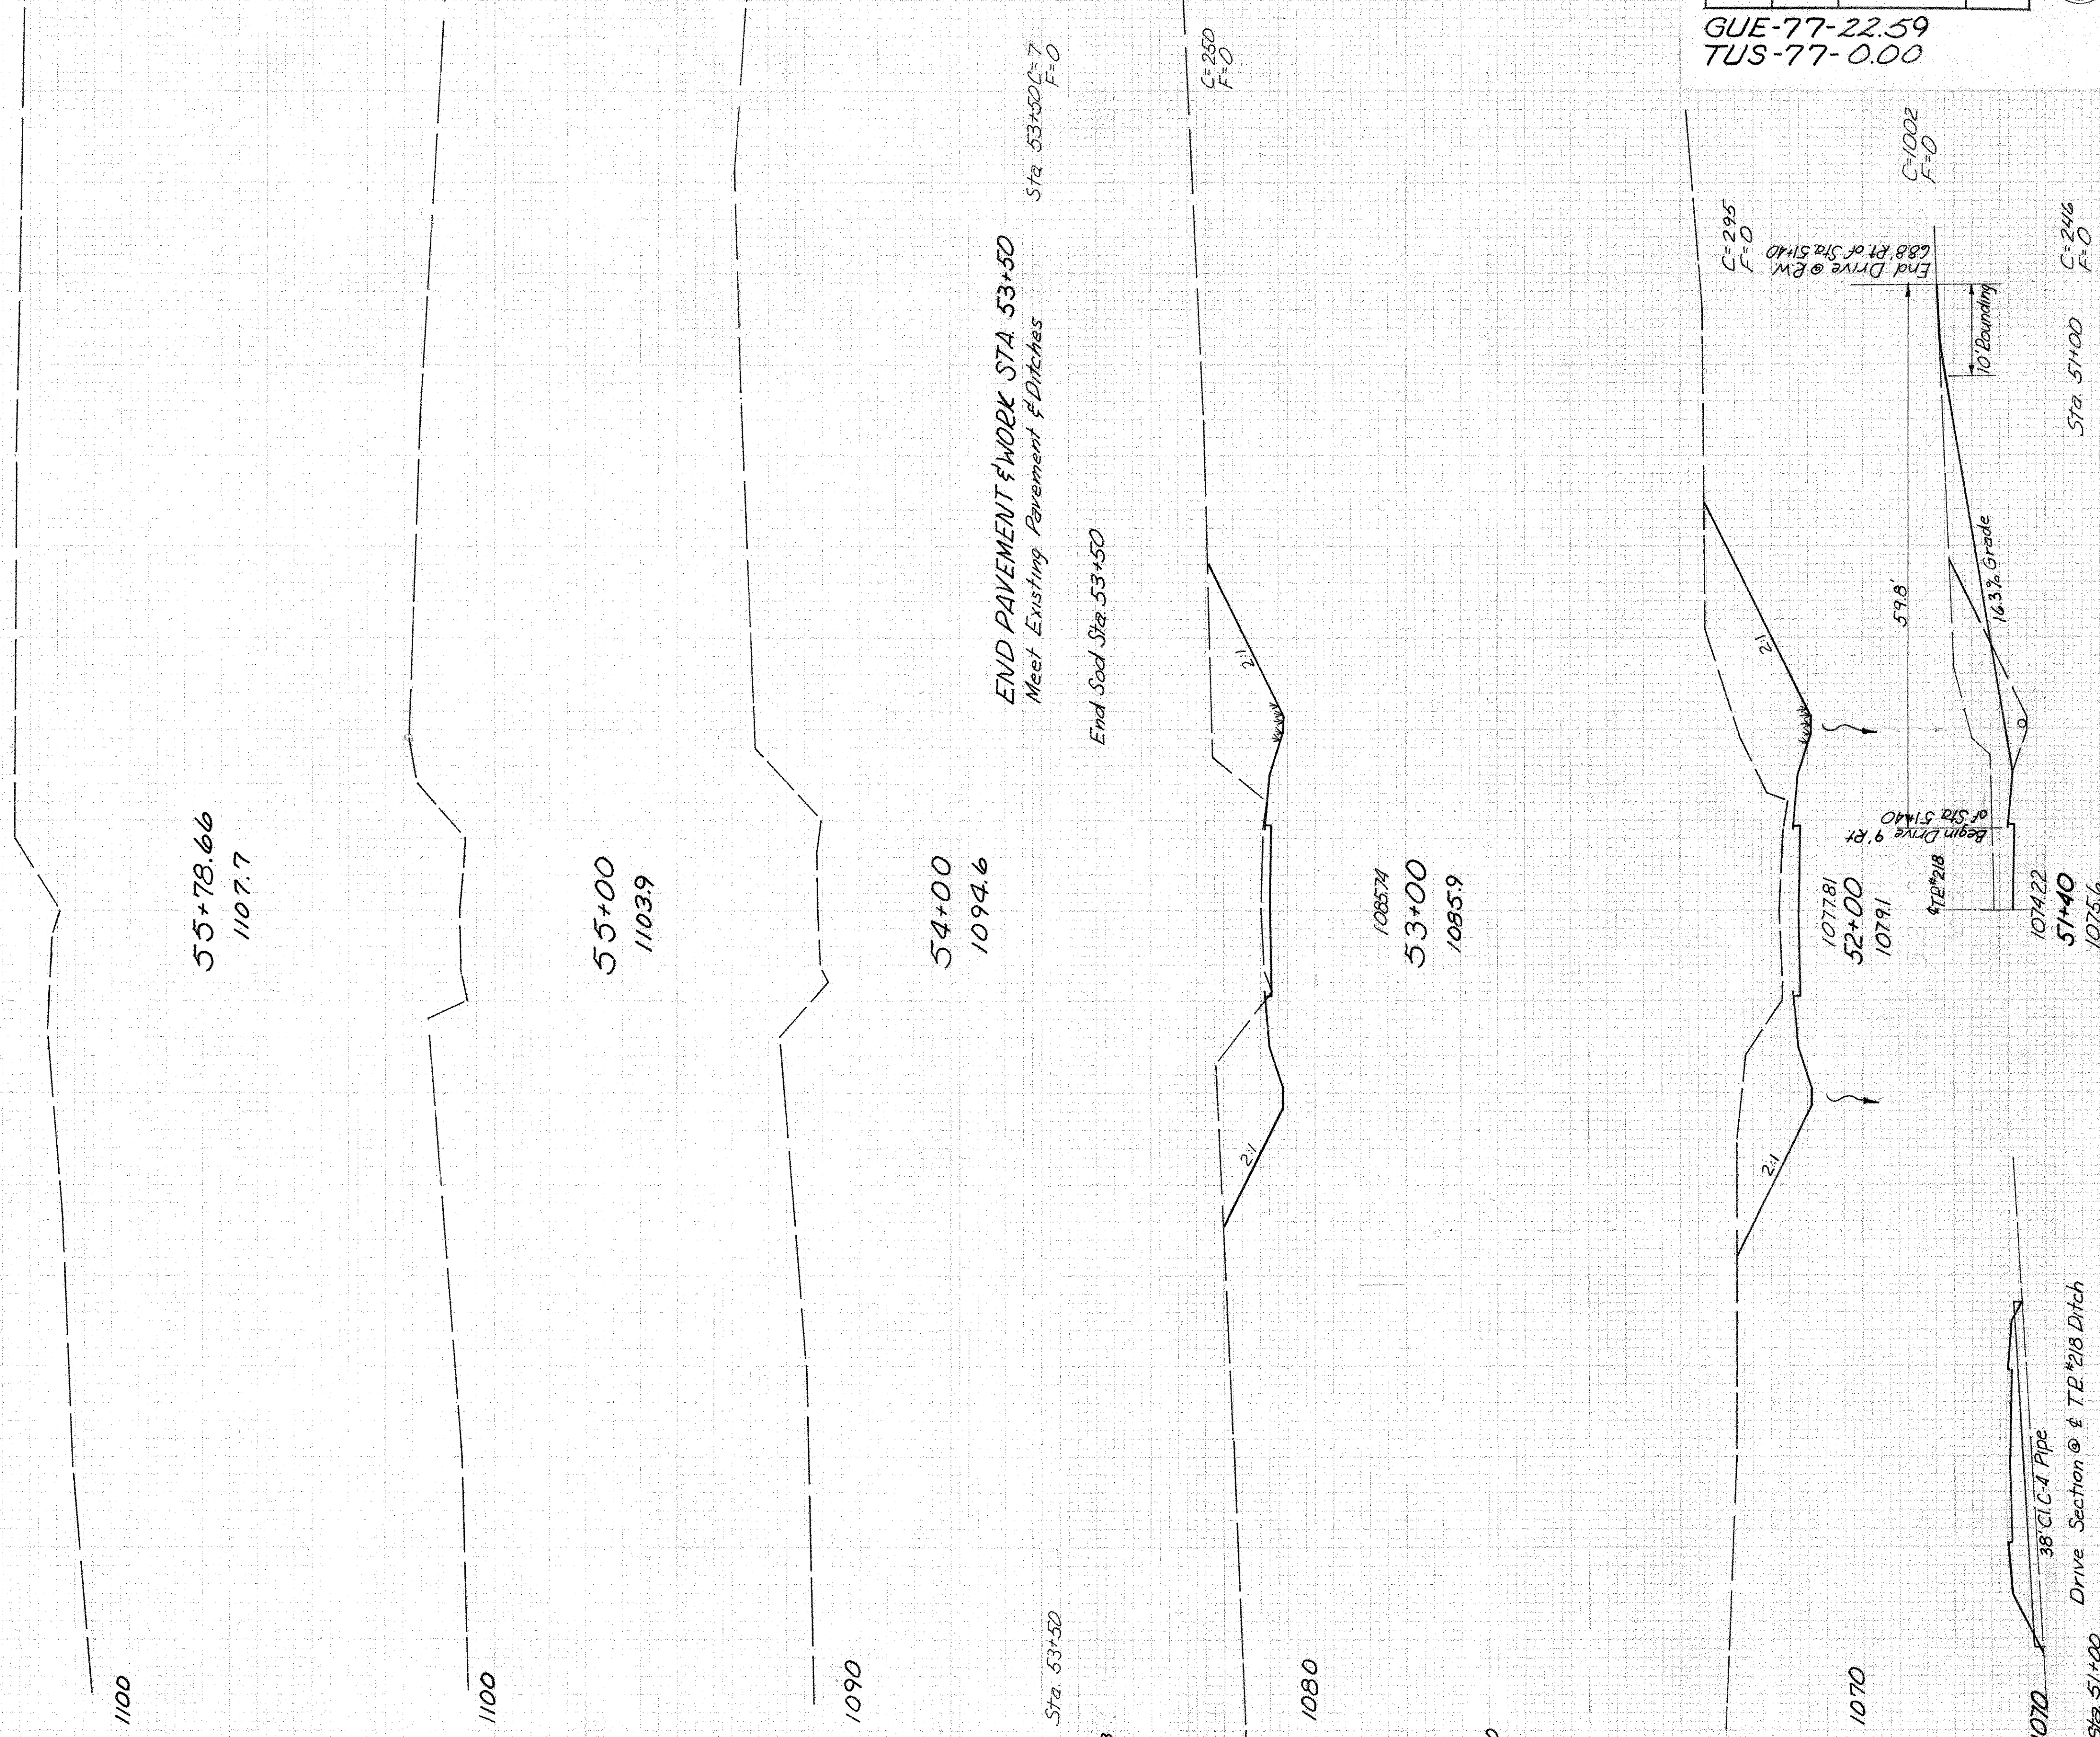 GUE-77-22.59
TUS-77-0.00
55+78.66
1107.7
1100
55+00
1103.9
1100
54+00
1094.6
1090
Sta. 53+50 C=7
F=0
END PAVEMENT & WORK STA. 53+50
Meet Existing Pavement & Ditches
Sta. 53+50
End Sod Sta. 53+50
C=250
F=0
2:1
2:1
1085.74
53+00
1085.9
1080
C=295
F=0
2:1
2:1
1077.81
52+00
1079.1
1070
C=1002
F=0
End Drive @ R.W.
68.8' Rt. of Sta. 51+40
10' Rounding
59.8'
16.3% Grade
Begin Drive 9' Rt.
of Sta. 51+40
℄ T.R.#218
1074.22
51+40
1075.6
38' Cl. C-4 Pipe
1070
Drive Section @ ℄ T.R.#218 Ditch
Sta. 51+00
C=246
F=0
Sta. 51+00